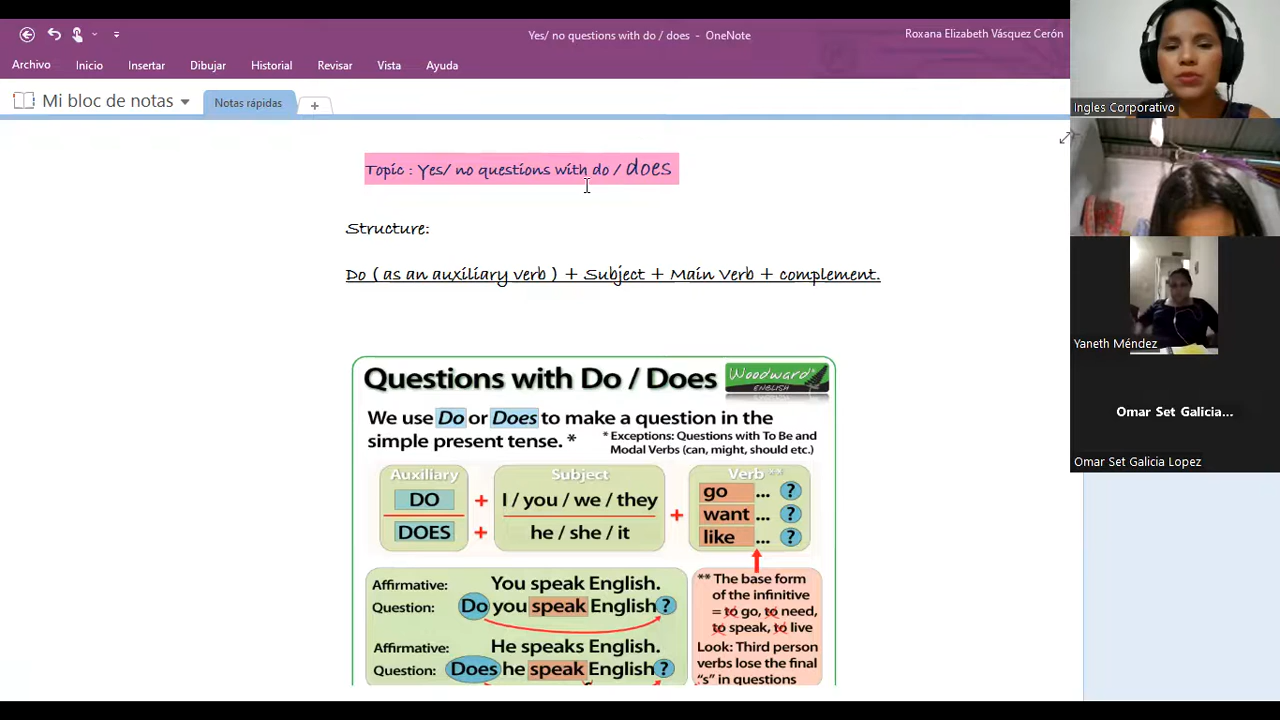 Yes/ no questions with do / does - OneNote
Roxana Elizabeth Vásquez Cerón
Archivo
Inicio
Insertar
Dibujar
Historial
Revisar
Vista
Ayuda
Mi bloc de notas
Notas rápidas
Topic : Yes/ no questions with do / does
Structure:
Do ( as an auxiliary verb ) + Subject + Main Verb + complement.
Questions with Do / Does
Woodward®
ENGLISH
We use Do or Does to make a question in the
simple present tense. *
* Exceptions: Questions with To Be and
Modal Verbs (can, might, should etc.)
Auxiliary
Subject
Verb **
DO + I / you / we / they
DOES + he / she / it
+
go ... ?
want ... ?
like ... ?
Affirmative: You speak English.
Question: Do you speak English ?
Affirmative: He speaks English.
Question: Does he speak English ?
** The base form
of the infinitive
= to go, to need,
to speak, to live
Look: Third person
verbs lose the final
"s" in questions
Ingles Corporativo
Yaneth Méndez
Omar Set Galicia...
Omar Set Galicia Lopez